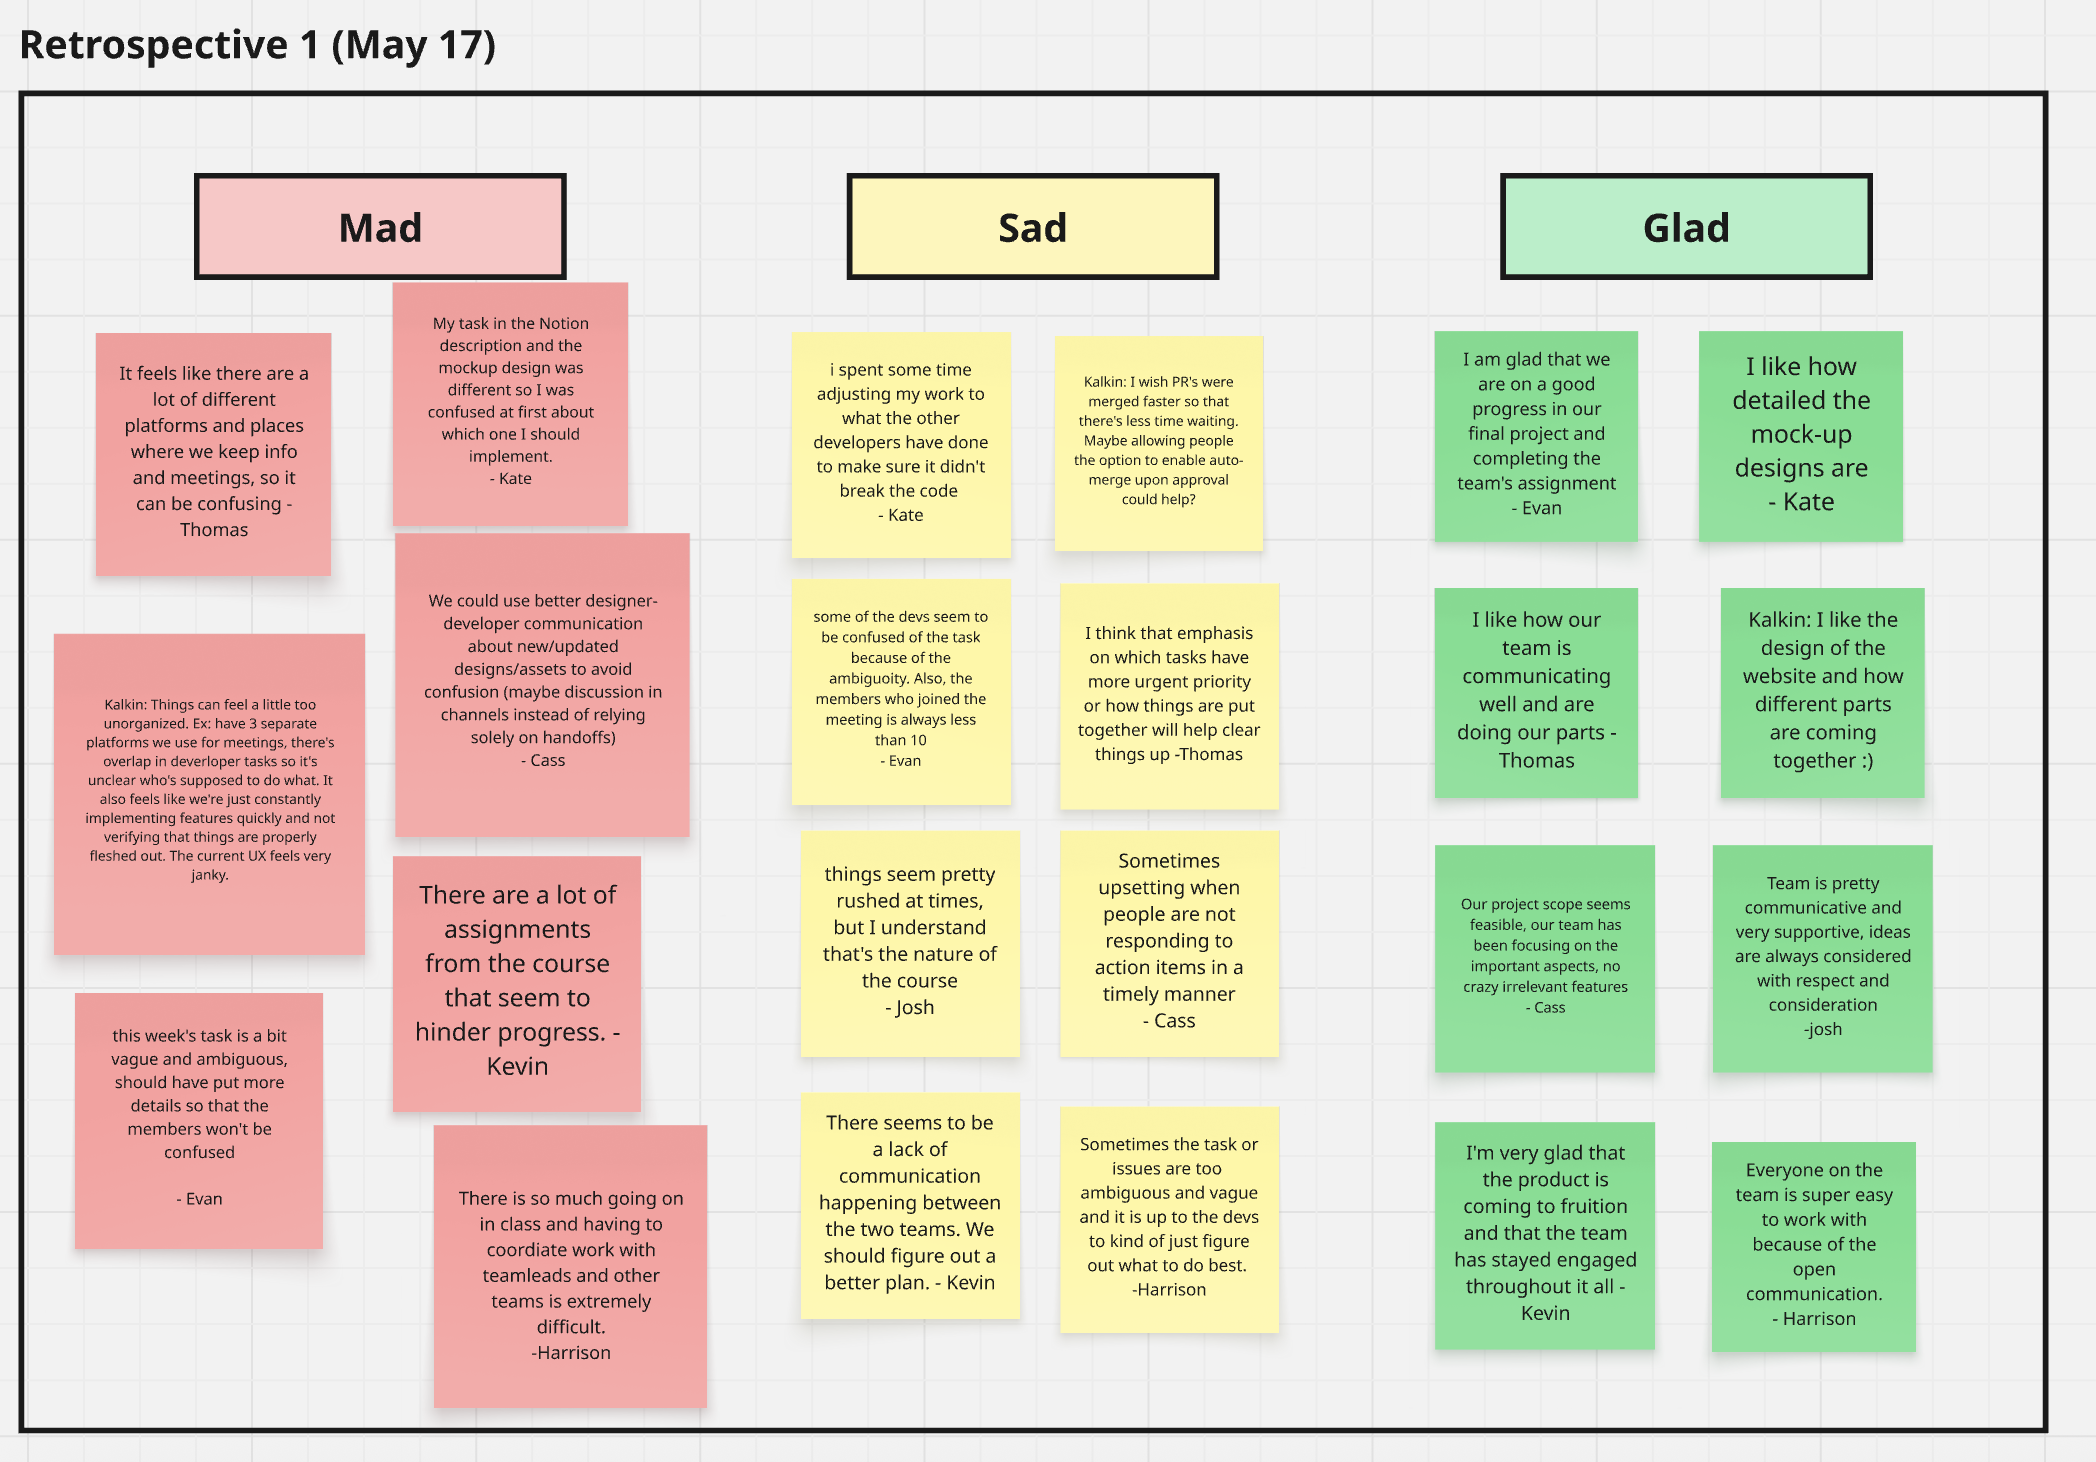 Retrospective 1 (May 17)
Mad
It feels like there are a
lot of different
platforms and places
where we keep info
and meetings, so it
can be confusing -
Thomas
My task in the Notion
description and the
mockup design was
different so I was
confused at first about
which one I should
implement.
- Kate
We could use better designer-
developer communication
about new/updated
designs/assets to avoid
confusion (maybe discussion in
channels instead of relying
solely on handoffs)
- Cass
Kalkin: Things can feel a little too
unorganized. Ex: have 3 separate
platforms we use for meetings, there's
overlap in deverloper tasks so it's
unclear who's supposed to do what. It
also feels like we're just constantly
implementing features quickly and not
verifying that things are properly
fleshed out. The current UX feels very
janky.
There are a lot of
assignments
from the course
that seem to
hinder progress. -
Kevin
this week's task is a bit
vague and ambiguous,
should have put more
details so that the
members won't be
confused
- Evan
There is so much going on
in class and having to
coordiate work with
teamleads and other
teams is extremely
difficult.
-Harrison
Sad
i spent some time
adjusting my work to
what the other
developers have done
to make sure it didn't
break the code
- Kate
Kalkin: I wish PR's were
merged faster so that
there's less time waiting.
Maybe allowing people
the option to enable auto-
merge upon approval
could help?
some of the devs seem to
be confused of the task
because of the
ambiguoity. Also, the
members who joined the
meeting is always less
than 10
- Evan
I think that emphasis
on which tasks have
more urgent priority
or how things are put
together will help clear
things up -Thomas
things seem pretty
rushed at times,
but I understand
that's the nature of
the course
- Josh
Sometimes
upsetting when
people are not
responding to
action items in a
timely manner
- Cass
There seems to be
a lack of
communication
happening between
the two teams. We
should figure out a
better plan. - Kevin
Sometimes the task or
issues are too
ambiguous and vague
and it is up to the devs
to kind of just figure
out what to do best.
-Harrison
Glad
I am glad that we
are on a good
progress in our
final project and
completing the
team's assignment
- Evan
I like how
detailed the
mock-up
designs are
- Kate
I like how our
team is
communicating
well and are
doing our parts -
Thomas
Kalkin: I like the
design of the
website and how
different parts
are coming
together :)
Our project scope seems
feasible, our team has
been focusing on the
important aspects, no
crazy irrelevant features
- Cass
Team is pretty
communicative and
very supportive, ideas
are always considered
with respect and
consideration
-josh
I'm very glad that
the product is
coming to fruition
and that the team
has stayed engaged
throughout it all -
Kevin
Everyone on the
team is super easy
to work with
because of the
open
communication.
- Harrison